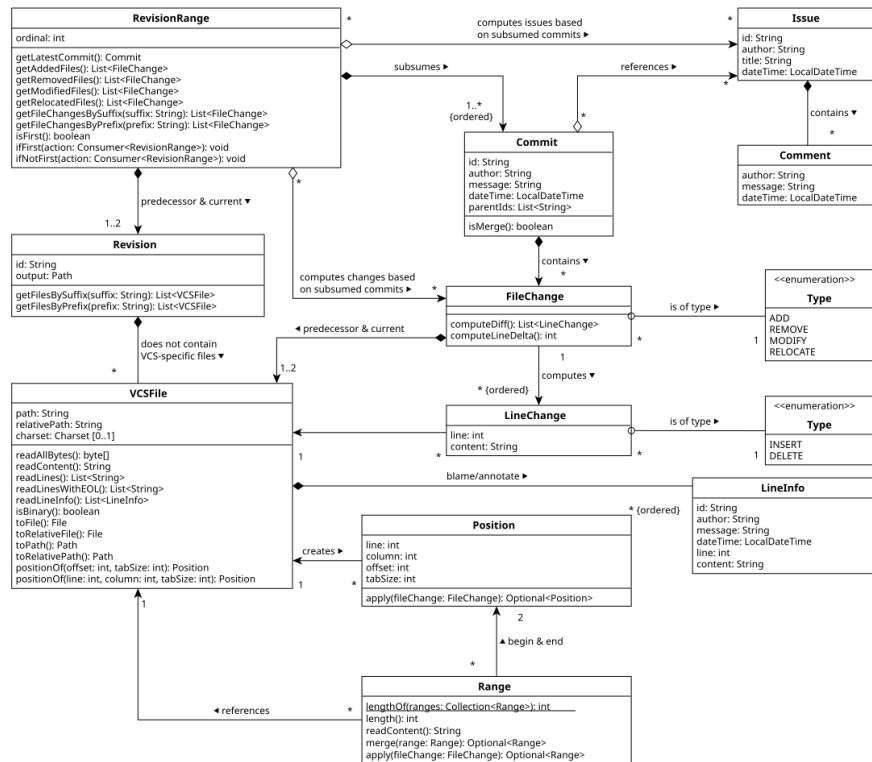 RevisionRange
ordinal: int
getLatestCommit(): Commit
getAddedFiles(): List<FileChange>
getRemovedFiles(): List<FileChange>
getModifiedFiles(): List<FileChange>
getRelocatedFiles(): List<FileChange>
getFileChangesBySuffix(suffix: String): List<FileChange>
getFileChangesByPrefix(prefix: String): List<FileChange>
isFirst(): boolean
ifFirst(action: Consumer<RevisionRange>): void
ifNotFirst(action: Consumer<RevisionRange>): void
*
computes issues based
on subsumed commits ▶
*
Issue
id: String
author: String
title: String
dateTime: LocalDateTime
subsumes ▶
references ▶
*
1..*
{ordered}
*
contains ▼
*
Commit
id: String
author: String
message: String
dateTime: LocalDateTime
parentIds: List<String>
isMerge(): boolean
Comment
author: String
message: String
dateTime: LocalDateTime
*
predecessor & current ▼
1..2
Revision
id: String
output: Path
getFilesBySuffix(suffix: String): List<VCSFile>
getFilesByPrefix(prefix: String): List<VCSFile>
contains ▼
*
computes changes based
on subsumed commits ▶
*
FileChange
computeDiff(): List<LineChange>
computeLineDelta(): int
is of type ▶
*
1
<<enumeration>>
Type
ADD
REMOVE
MODIFY
RELOCATE
◀ predecessor & current
1..2
does not contain
VCS-specific files ▼
*
1
computes ▼
* {ordered}
VCSFile
path: String
relativePath: String
charset: Charset [0..1]
readAllBytes(): byte[]
readContent(): String
readLines(): List<String>
readLinesWithEOL(): List<String>
readLineInfo(): List<LineInfo>
isBinary(): boolean
toFile(): File
toRelativeFile(): File
toPath(): Path
toRelativePath(): Path
positionOf(offset: int, tabSize: int): Position
positionOf(line: int, column: int, tabSize: int): Position
LineChange
line: int
content: String
1
*
is of type ▶
*
1
<<enumeration>>
Type
INSERT
DELETE
blame/annotate ▶
* {ordered}
LineInfo
id: String
author: String
message: String
dateTime: LocalDateTime
line: int
content: String
Position
line: int
column: int
offset: int
tabSize: int
apply(fileChange: FileChange): Optional<Position>
creates ▶
1
*
1
2
▲ begin & end
*
Range
lengthOf(ranges: Collection<Range>): int
length(): int
readContent(): String
merge(range: Range): Optional<Range>
apply(fileChange: FileChange): Optional<Range>
◀ references
*